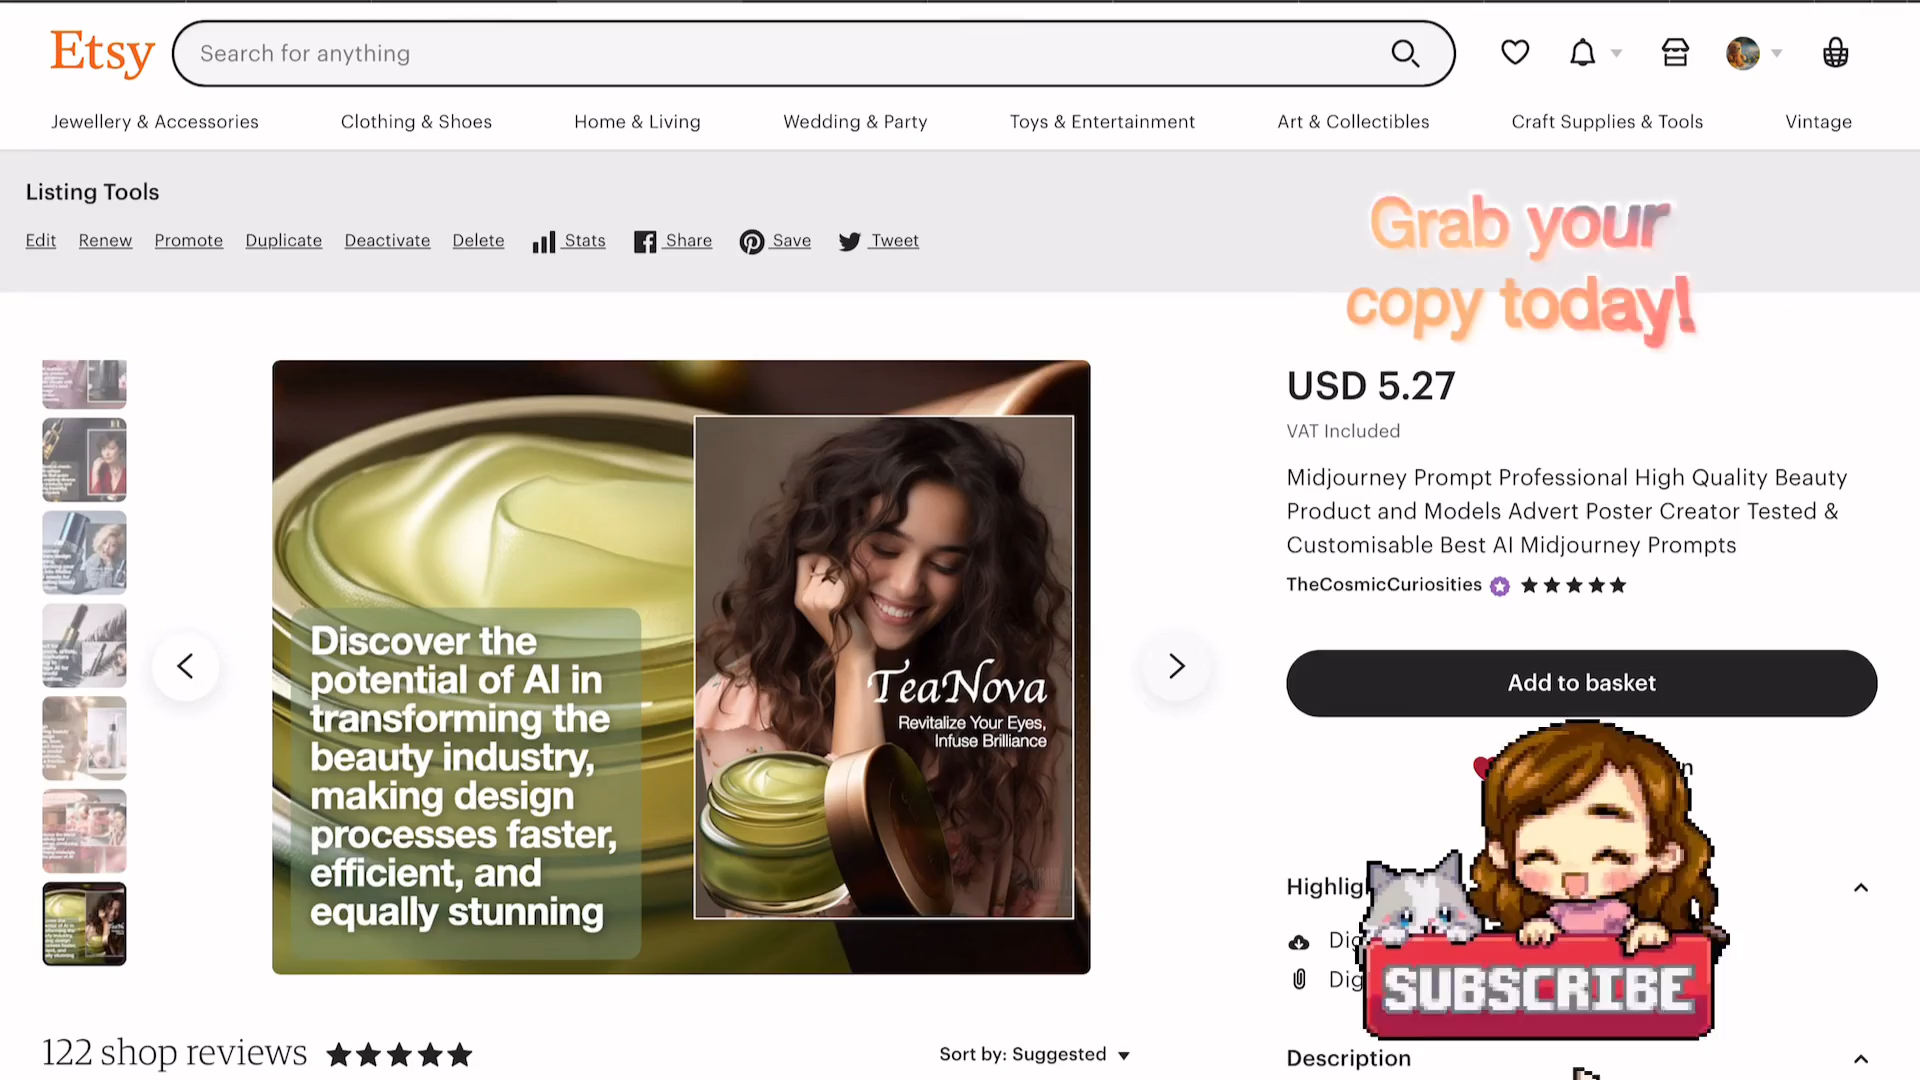 Etsy
Search for anything
Jewellery & Accessories
Clothing & Shoes
Home & Living
Wedding & Party
Toys & Entertainment
Art & Collectibles
Craft Supplies & Tools
Vintage
Listing Tools
Edit
Renew
Promote
Duplicate
Deactivate
Delete
Stats
Share
Save
Tweet
Grab your
copy today!
Discover the
potential of AI in
transforming the
beauty industry,
making design
processes faster,
efficient, and
equally stunning
TeaNova
Revitalize Your Eyes,
Infuse Brilliance
USD 5.27
VAT Included
Midjourney Prompt Professional High Quality Beauty
Product and Models Advert Poster Creator Tested &
Customisable Best AI Midjourney Prompts
TheCosmicCuriosities
Add to basket
SUBSCRIBE
122 shop reviews
Sort by: Suggested
Description